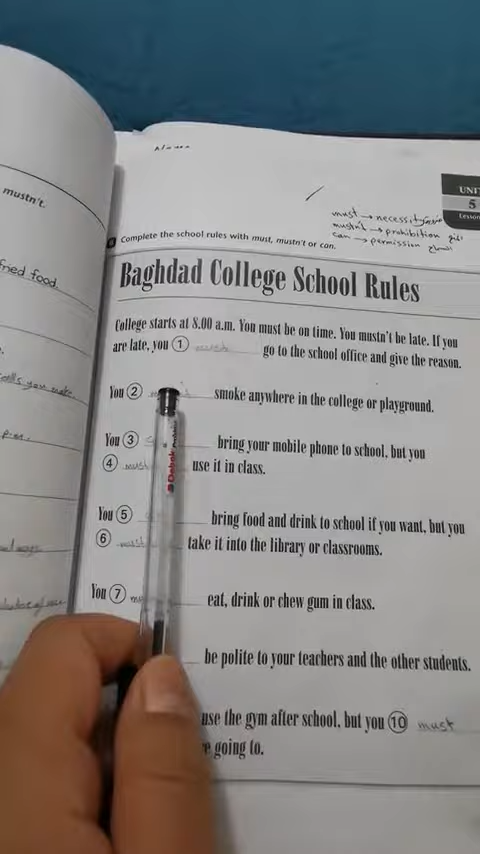 mustn't.
UNIT
5
Lesson
must → necessity
mustn't → prohibition
can → permission
Complete the school rules with must, mustn't or can.
Baghdad College School Rules
College starts at 8.00 a.m. You must be on time. You mustn't be late. If you
are late, you ① must go to the school office and give the reason.
You ② smoke anywhere in the college or playground.
You ③ bring your mobile phone to school, but you
④ must use it in class.
You ⑤ bring food and drink to school if you want, but you
⑥ take it into the library or classrooms.
You ⑦ eat, drink or chew gum in class.
be polite to your teachers and the other students.
use the gym after school, but you ⑩ must
going to.
fried food.
p.m.